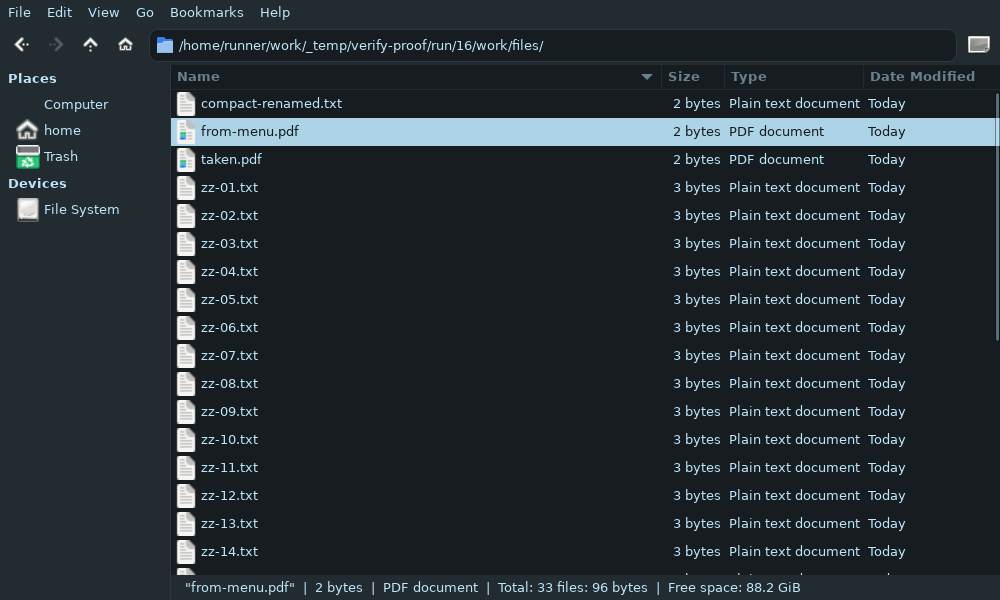 File Edit View Go Bookmarks Help
/home/runner/work/_temp/verify-proof/run/16/work/files/
Places
Computer
home
Trash
Devices
File System
Name Size Type Date Modified
compact-renamed.txt 2 bytes Plain text document Today
from-menu.pdf 2 bytes PDF document Today
taken.pdf 2 bytes PDF document Today
zz-01.txt 3 bytes Plain text document Today
zz-02.txt 3 bytes Plain text document Today
zz-03.txt 3 bytes Plain text document Today
zz-04.txt 3 bytes Plain text document Today
zz-05.txt 3 bytes Plain text document Today
zz-06.txt 3 bytes Plain text document Today
zz-07.txt 3 bytes Plain text document Today
zz-08.txt 3 bytes Plain text document Today
zz-09.txt 3 bytes Plain text document Today
zz-10.txt 3 bytes Plain text document Today
zz-11.txt 3 bytes Plain text document Today
zz-12.txt 3 bytes Plain text document Today
zz-13.txt 3 bytes Plain text document Today
zz-14.txt 3 bytes Plain text document Today
"from-menu.pdf" | 2 bytes | PDF document | Total: 33 files: 96 bytes | Free space: 88.2 GiB